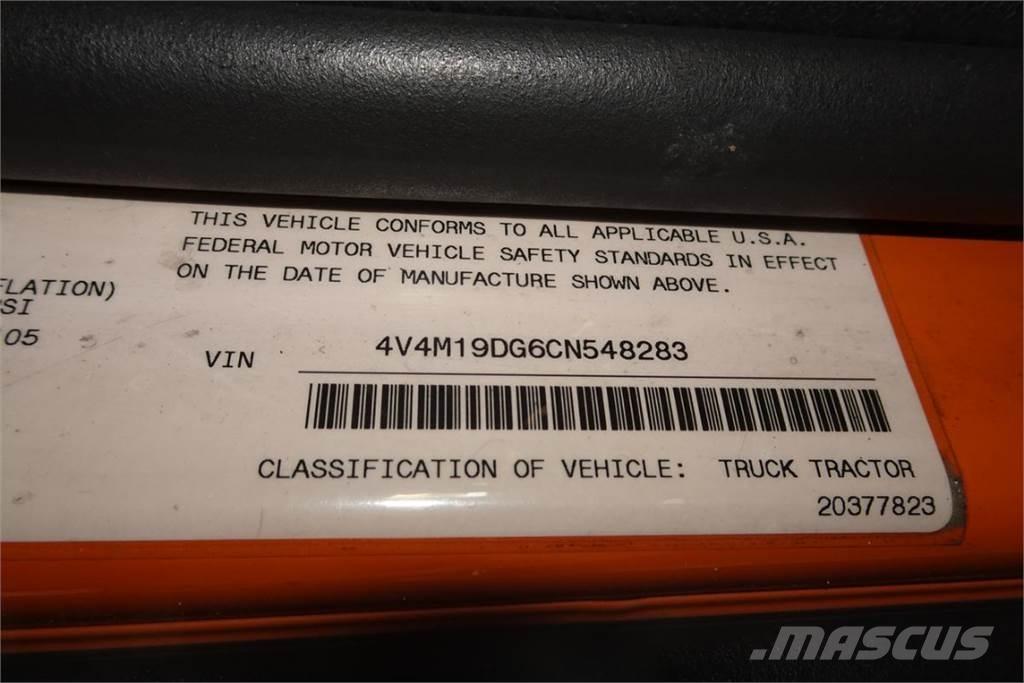 THIS VEHICLE CONFORMS TO ALL APPLICABLE U.S.A.
FEDERAL MOTOR VEHICLE SAFETY STANDARDS IN EFFECT
ON THE DATE OF MANUFACTURE SHOWN ABOVE.
FLATION)
PSI
05
VIN 4V4M19DG6CN548283
CLASSIFICATION OF VEHICLE: TRUCK TRACTOR
20377823
.MASCUS